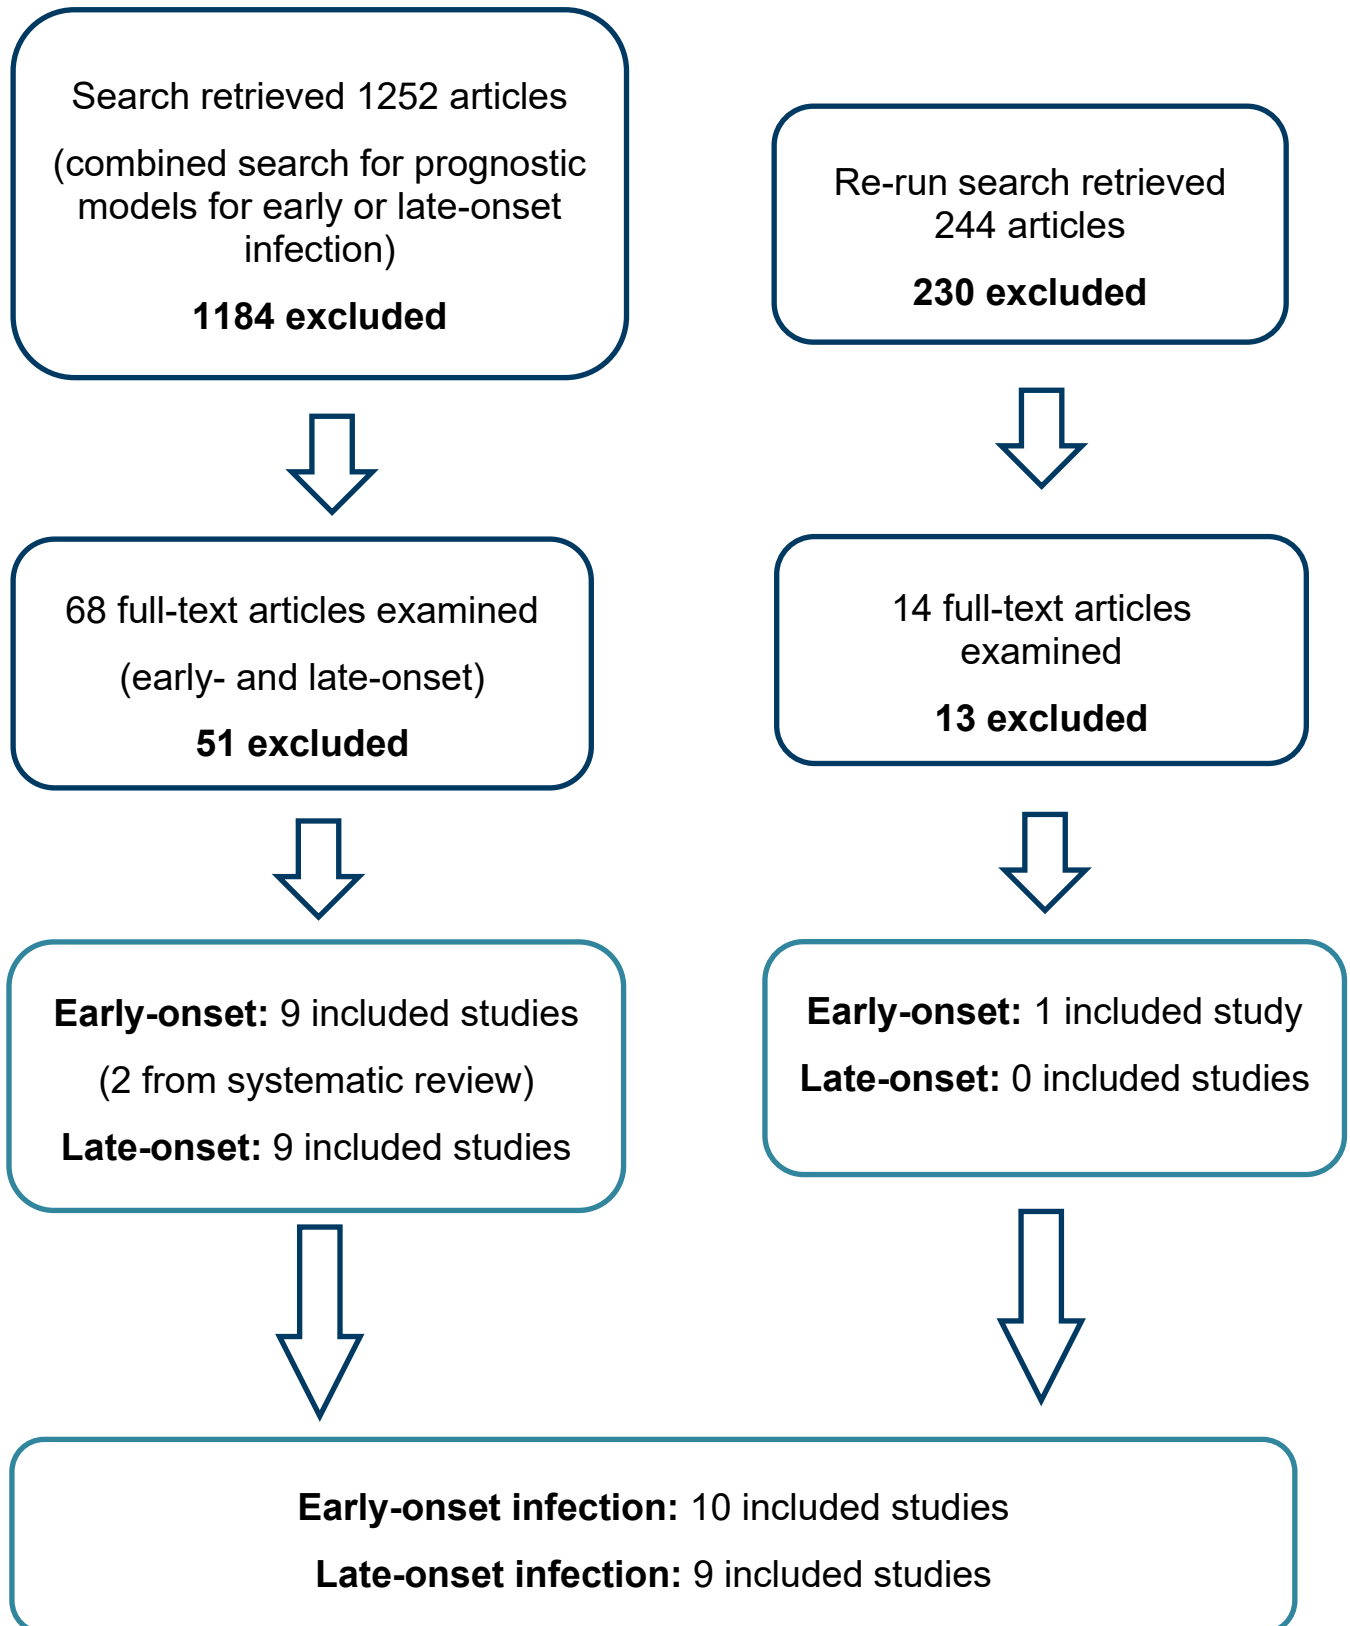 Search retrieved 1252 articles
(combined search for prognostic
models for early or late-onset
infection)
1184 excluded
Re-run search retrieved
244 articles
230 excluded
68 full-text articles examined
(early- and late-onset)
51 excluded
14 full-text articles
examined
13 excluded
Early-onset: 9 included studies
(2 from systematic review)
Late-onset: 9 included studies
Early-onset: 1 included study
Late-onset: 0 included studies
Early-onset infection: 10 included studies
Late-onset infection: 9 included studies